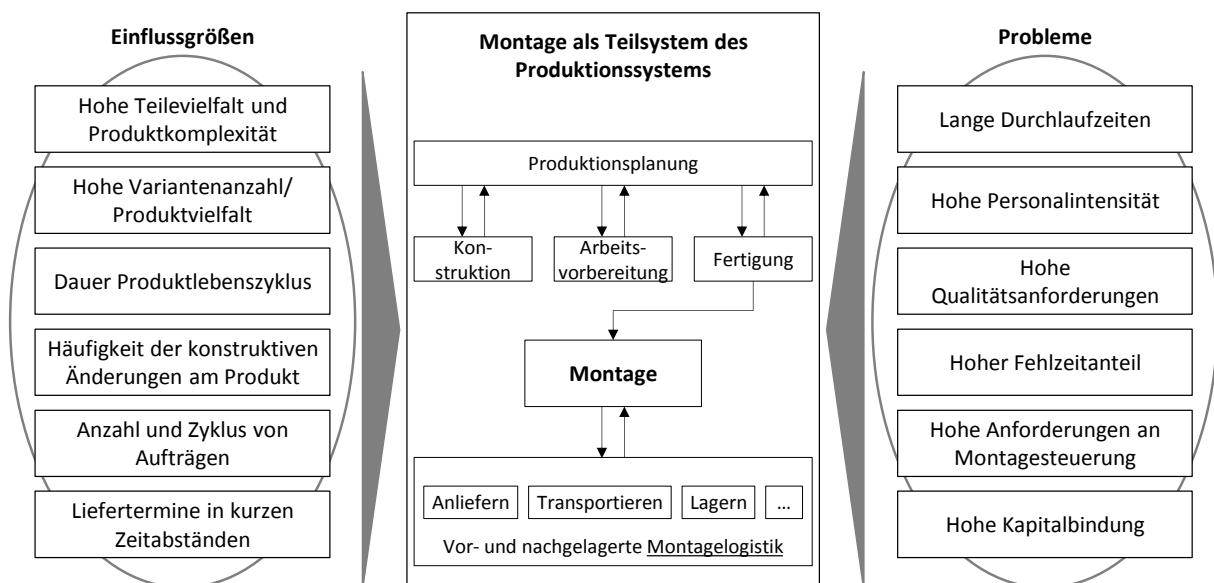 Einflussgrößen
Hohe Teilevielfalt und
Produktkomplexität
Hohe Variantenanzahl/
Produktvielfalt
Dauer Produktlebenszyklus
Häufigkeit der konstruktiven
Änderungen am Produkt
Anzahl und Zyklus von
Aufträgen
Liefertermine in kurzen
Zeitabständen
Montage als Teilsystem des
Produktionssystems
Produktionsplanung
Kon-
struktion
Arbeits-
vorbereitung
Fertigung
Montage
Anliefern
Transportieren
Lagern
...
Vor- und nachgelagerte Montagelogistik
Probleme
Lange Durchlaufzeiten
Hohe Personalintensität
Hohe
Qualitätsanforderungen
Hoher Fehlzeitanteil
Hohe Anforderungen an
Montagesteuerung
Hohe Kapitalbindung